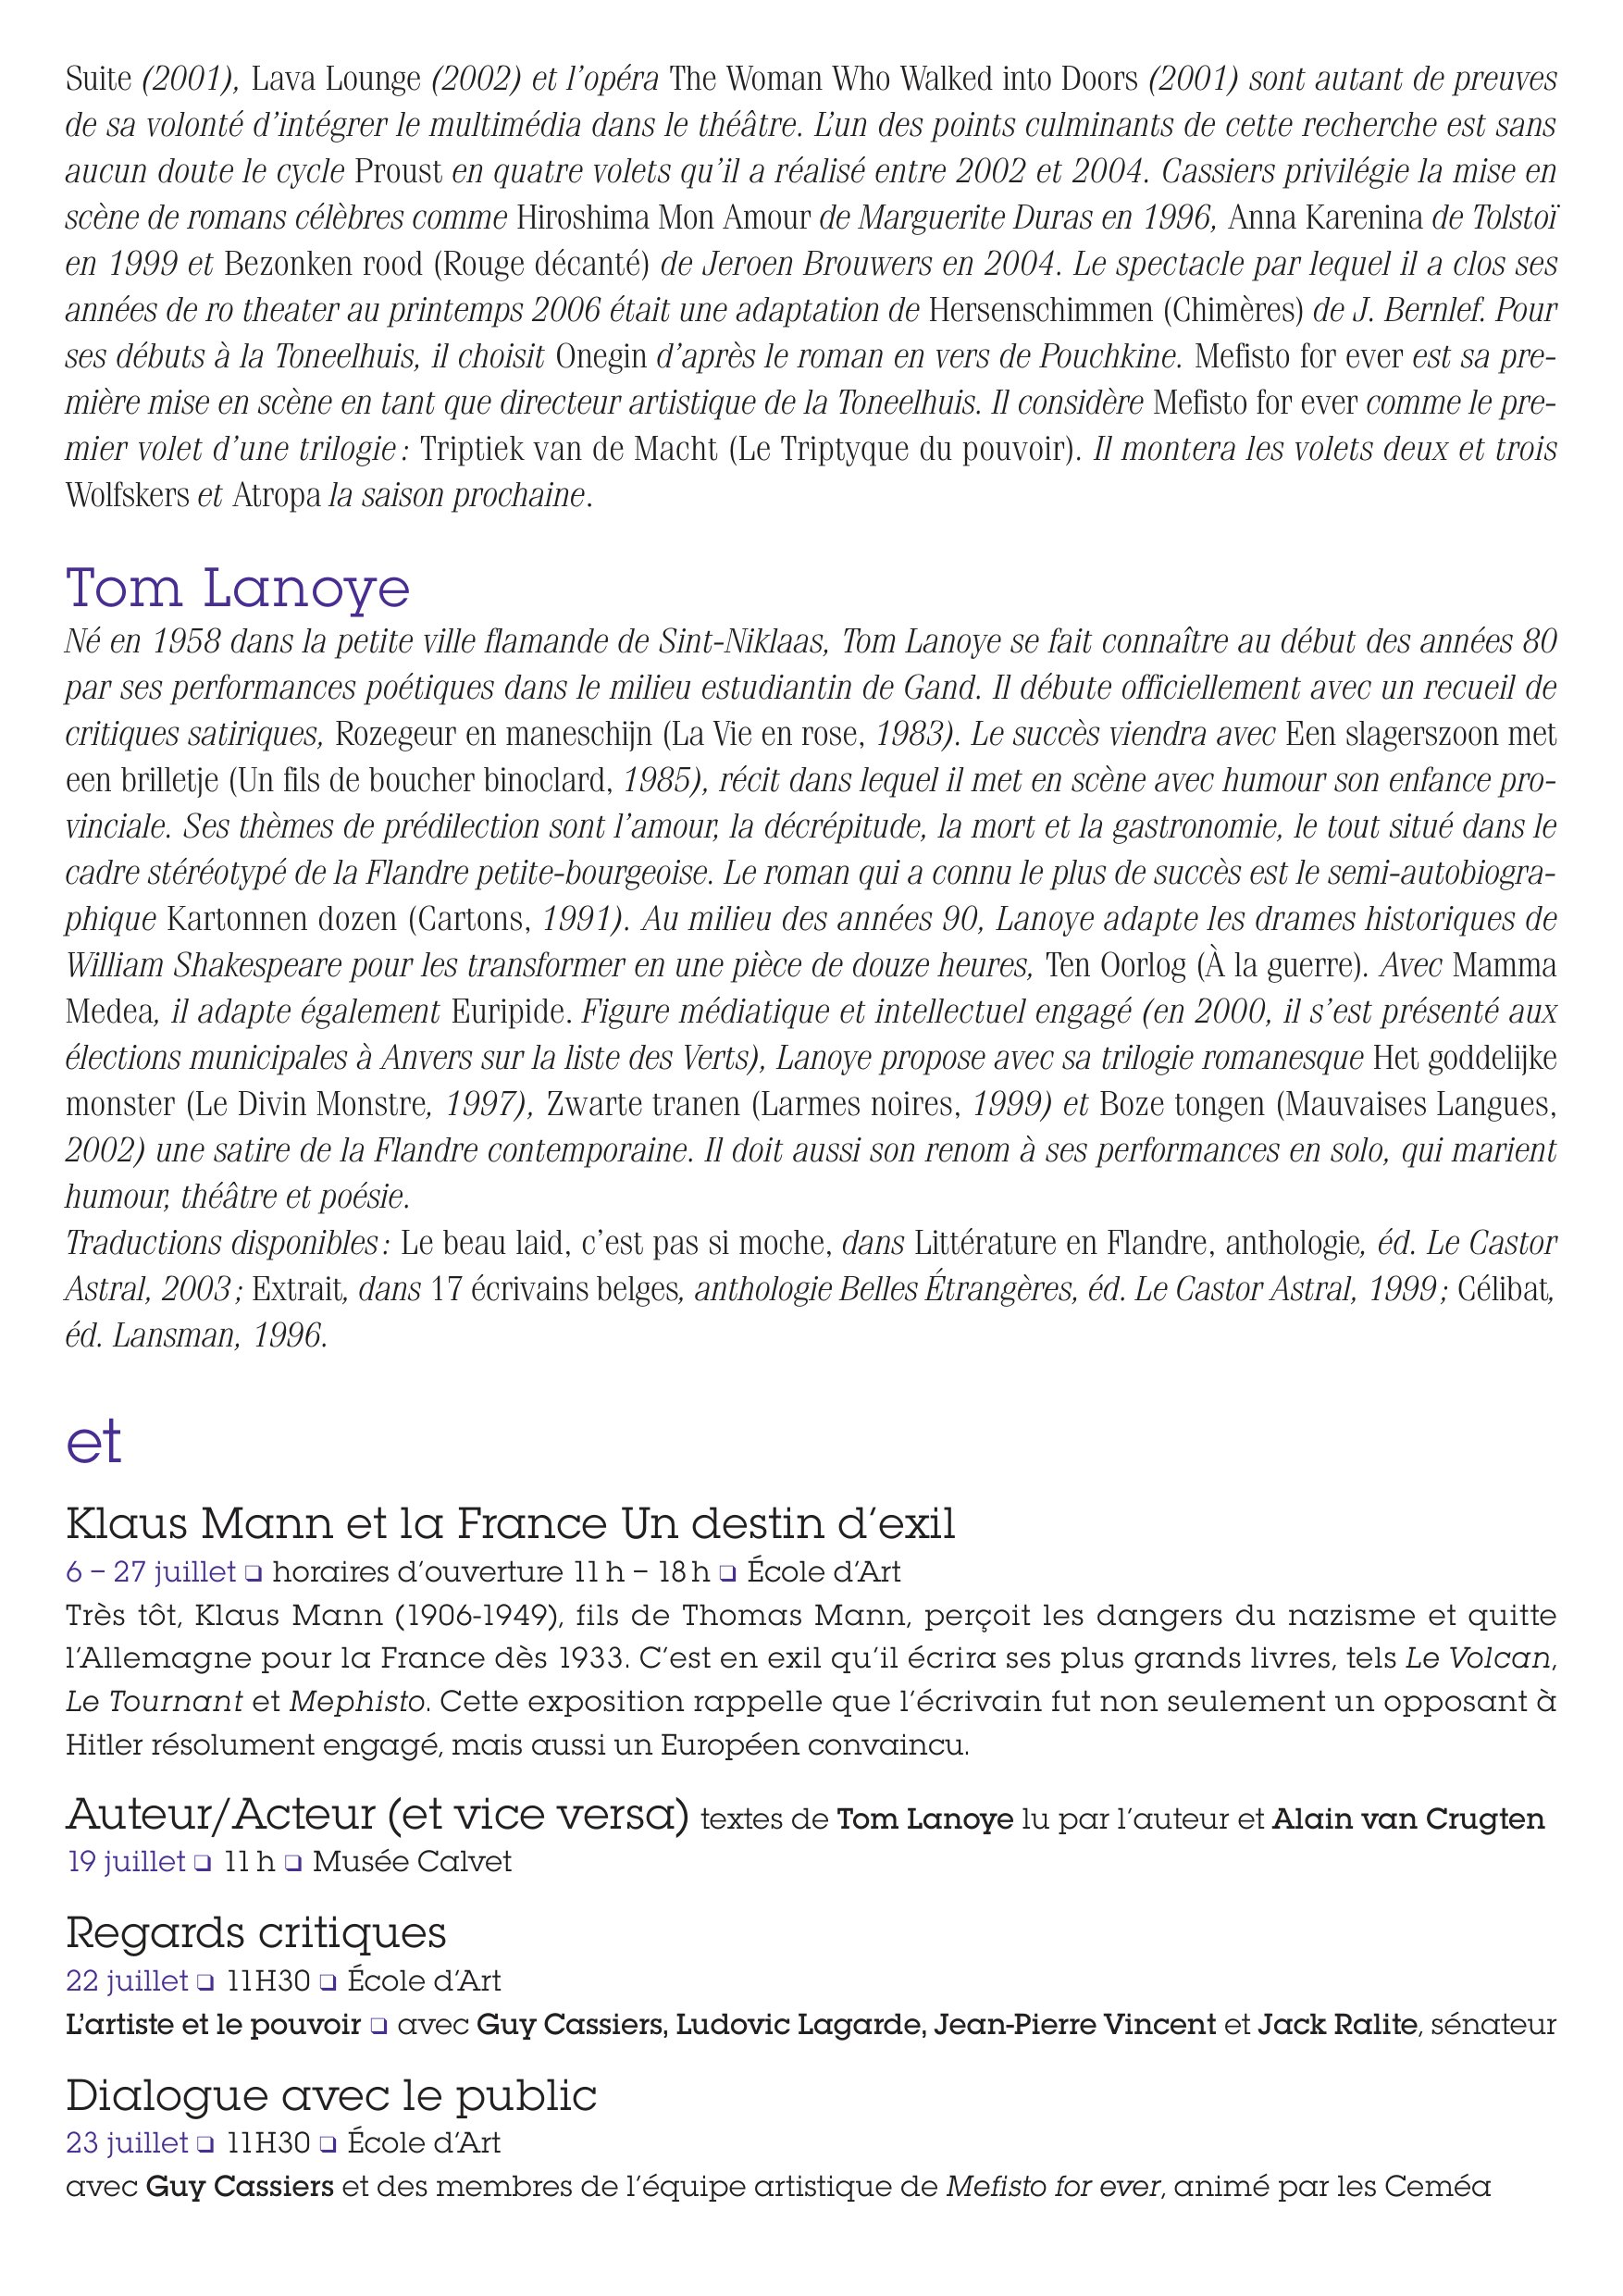 Suite (2001), Lava Lounge (2002) et l’opéra The Woman Who Walked into Doors (2001) sont autant de preuves
de sa volonté d’intégrer le multimédia dans le théâtre. L’un des points culminants de cette recherche est sans
aucun doute le cycle Proust en quatre volets qu’il a réalisé entre 2002 et 2004. Cassiers privilégie la mise en
scène de romans célèbres comme Hiroshima Mon Amour de Marguerite Duras en 1996, Anna Karenina de Tolstoï
en 1999 et Bezonken rood (Rouge décanté) de Jeroen Brouwers en 2004. Le spectacle par lequel il a clos ses
années de ro theater au printemps 2006 était une adaptation de Hersenschimmen (Chimères) de J. Bernlef. Pour
ses débuts à la Toneelhuis, il choisit Onegin d’après le roman en vers de Pouchkine. Mefisto for ever est sa pre-
mière mise en scène en tant que directeur artistique de la Toneelhuis. Il considère Mefisto for ever comme le pre-
mier volet d’une trilogie : Triptiek van de Macht (Le Triptyque du pouvoir). Il montera les volets deux et trois
Wolfskers et Atropa la saison prochaine.
Tom Lanoye
Né en 1958 dans la petite ville flamande de Sint-Niklaas, Tom Lanoye se fait connaître au début des années 80
par ses performances poétiques dans le milieu estudiantin de Gand. Il débute officiellement avec un recueil de
critiques satiriques, Rozegeur en maneschijn (La Vie en rose, 1983). Le succès viendra avec Een slagerszoon met
een brilletje (Un fils de boucher binoclard, 1985), récit dans lequel il met en scène avec humour son enfance pro-
vinciale. Ses thèmes de prédilection sont l’amour, la décrépitude, la mort et la gastronomie, le tout situé dans le
cadre stéréotypé de la Flandre petite-bourgeoise. Le roman qui a connu le plus de succès est le semi-autobiogra-
phique Kartonnen dozen (Cartons, 1991). Au milieu des années 90, Lanoye adapte les drames historiques de
William Shakespeare pour les transformer en une pièce de douze heures, Ten Oorlog (À la guerre). Avec Mamma
Medea, il adapte également Euripide. Figure médiatique et intellectuel engagé (en 2000, il s’est présenté aux
élections municipales à Anvers sur la liste des Verts), Lanoye propose avec sa trilogie romanesque Het goddelijke
monster (Le Divin Monstre, 1997), Zwarte tranen (Larmes noires, 1999) et Boze tongen (Mauvaises Langues,
2002) une satire de la Flandre contemporaine. Il doit aussi son renom à ses performances en solo, qui marient
humour, théâtre et poésie.
Traductions disponibles : Le beau laid, c’est pas si moche, dans Littérature en Flandre, anthologie, éd. Le Castor
Astral, 2003 ; Extrait, dans 17 écrivains belges, anthologie Belles Étrangères, éd. Le Castor Astral, 1999 ; Célibat,
éd. Lansman, 1996.
et
Klaus Mann et la France Un destin d’exil
6 – 27 juillet ❏ horaires d’ouverture 11 h – 18 h ❏ École d’Art
Très tôt, Klaus Mann (1906-1949), fils de Thomas Mann, perçoit les dangers du nazisme et quitte
l’Allemagne pour la France dès 1933. C’est en exil qu’il écrira ses plus grands livres, tels Le Volcan,
Le Tournant et Mephisto. Cette exposition rappelle que l’écrivain fut non seulement un opposant à
Hitler résolument engagé, mais aussi un Européen convaincu.
Auteur/Acteur (et vice versa) textes de Tom Lanoye lu par l’auteur et Alain van Crugten
19 juillet ❏ 11 h ❏ Musée Calvet
Regards critiques
22 juillet ❏ 11H30 ❏ École d’Art
L’artiste et le pouvoir ❏ avec Guy Cassiers, Ludovic Lagarde, Jean-Pierre Vincent et Jack Ralite, sénateur
Dialogue avec le public
23 juillet ❏ 11H30 ❏ École d’Art
avec Guy Cassiers et des membres de l’équipe artistique de Mefisto for ever, animé par les Ceméa